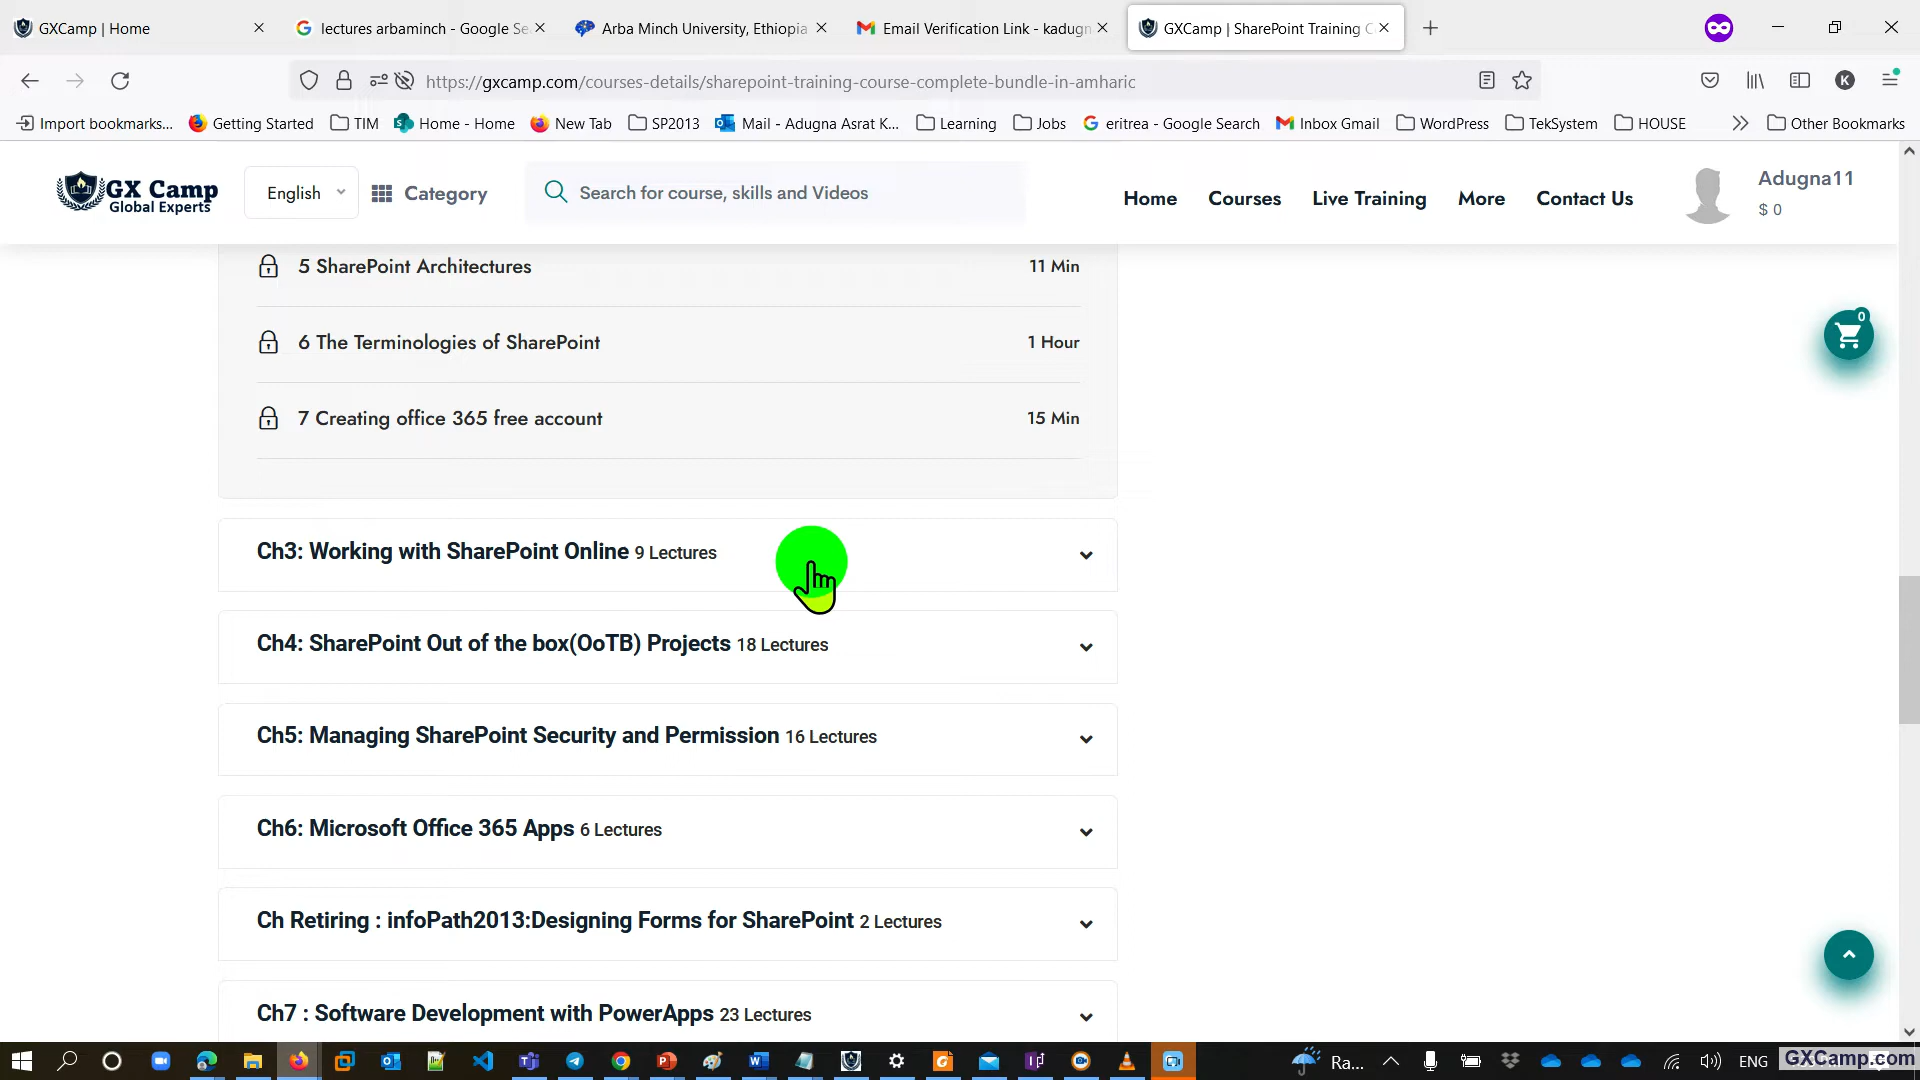 GXCamp | Home
lectures arbaminch - Google Se
Arba Minch University, Ethiopia
Email Verification Link - kadugn
GXCamp | SharePoint Training C
https://gxcamp.com/courses-details/sharepoint-training-course-complete-bundle-in-amharic
K
Import bookmarks...
Getting Started
TIM
Home - Home
New Tab
SP2013
Mail - Adugna Asrat K...
Learning
Jobs
eritrea - Google Search
Inbox Gmail
WordPress
TekSystem
HOUSE
Other Bookmarks
GX Camp
Global Experts
English
Category
Search for course, skills and Videos
Home
Courses
Live Training
More
Contact Us
Adugna11
$ 0
0
5 SharePoint Architectures 11 Min
6 The Terminologies of SharePoint 1 Hour
7 Creating office 365 free account 15 Min
Ch3: Working with SharePoint Online 9 Lectures
Ch4: SharePoint Out of the box(OoTB) Projects 18 Lectures
Ch5: Managing SharePoint Security and Permission 16 Lectures
Ch6: Microsoft Office 365 Apps 6 Lectures
Ch Retiring : infoPath2013:Designing Forms for SharePoint 2 Lectures
Ch7 : Software Development with PowerApps 23 Lectures
Ra...
ENG
GXCamp.com